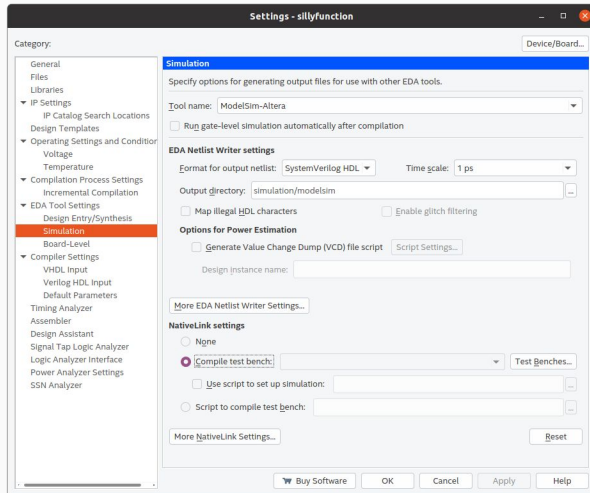 Settings - sillyfunction
Category:
Device/Board...
General
Files
Libraries
IP Settings
IP Catalog Search Locations
Design Templates
Operating Settings and Condition
Voltage
Temperature
Compilation Process Settings
Incremental Compilation
EDA Tool Settings
Design Entry/Synthesis
Simulation
Board-Level
Compiler Settings
VHDL Input
Verilog HDL Input
Default Parameters
Timing Analyzer
Assembler
Design Assistant
Signal Tap Logic Analyzer
Logic Analyzer Interface
Power Analyzer Settings
SSN Analyzer
Simulation
Specify options for generating output files for use with other EDA tools.
Tool name: ModelSim-Altera
Run gate-level simulation automatically after compilation
EDA Netlist Writer settings
Format for output netlist: SystemVerilog HDL Time scale: 1 ps
Output directory: simulation/modelsim ...
Map illegal HDL characters Enable glitch filtering
Options for Power Estimation
Generate Value Change Dump (VCD) file script Script Settings...
Design instance name:
More EDA Netlist Writer Settings...
NativeLink settings
None
Compile test bench: Test Benches...
Use script to set up simulation: ...
Script to compile test bench: ...
More NativeLink Settings... Reset
Buy Software OK Cancel Apply Help